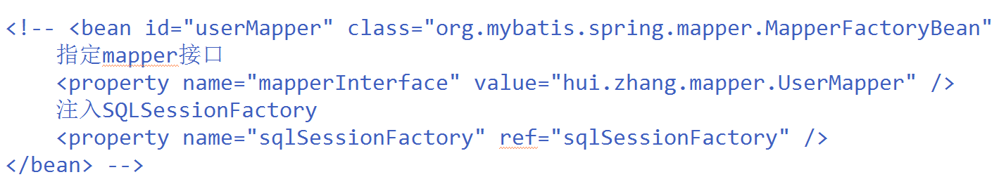 <!-- <bean id="userMapper" class="org.mybatis.spring.mapper.MapperFactoryBean"
指定mapper接口
<property name="mapperInterface" value="hui.zhang.mapper.UserMapper" />
注入SQLSessionFactory
<property name="sqlSessionFactory" ref="sqlSessionFactory" />
</bean> -->